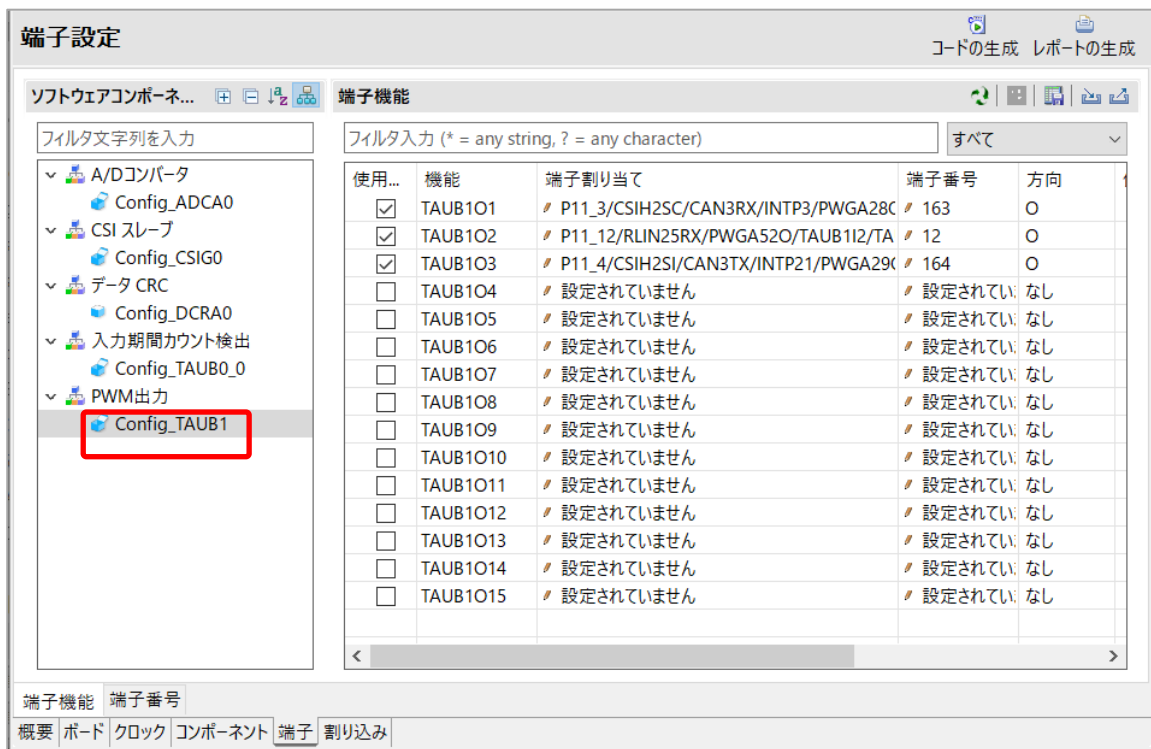 端子設定
コードの生成 レポートの生成
ソフトウェアコンポーネ...
端子機能
フィルタ文字列を入力
フィルタ入力 (* = any string, ? = any character)
すべて
A/Dコンバータ
Config_ADCA0
CSI スレーブ
Config_CSIG0
データ CRC
Config_DCRA0
入力期間カウント検出
Config_TAUB0_0
PWM出力
Config_TAUB1
使用... 機能 端子割り当て 端子番号 方向
TAUB1O1 P11_3/CSIH2SC/CAN3RX/INTP3/PWGA28O 163 O
TAUB1O2 P11_12/RLIN25RX/PWGA52O/TAUB1I2/TA 12 O
TAUB1O3 P11_4/CSIH2SI/CAN3TX/INTP21/PWGA29O 164 O
TAUB1O4 設定されていません 設定されてい なし
TAUB1O5 設定されていません 設定されてい なし
TAUB1O6 設定されていません 設定されてい なし
TAUB1O7 設定されていません 設定されてい なし
TAUB1O8 設定されていません 設定されてい なし
TAUB1O9 設定されていません 設定されてい なし
TAUB1O10 設定されていません 設定されてい なし
TAUB1O11 設定されていません 設定されてい なし
TAUB1O12 設定されていません 設定されてい なし
TAUB1O13 設定されていません 設定されてい なし
TAUB1O14 設定されていません 設定されてい なし
TAUB1O15 設定されていません 設定されてい なし
端子機能 端子番号
概要 ボード クロック コンポーネント 端子 割り込み